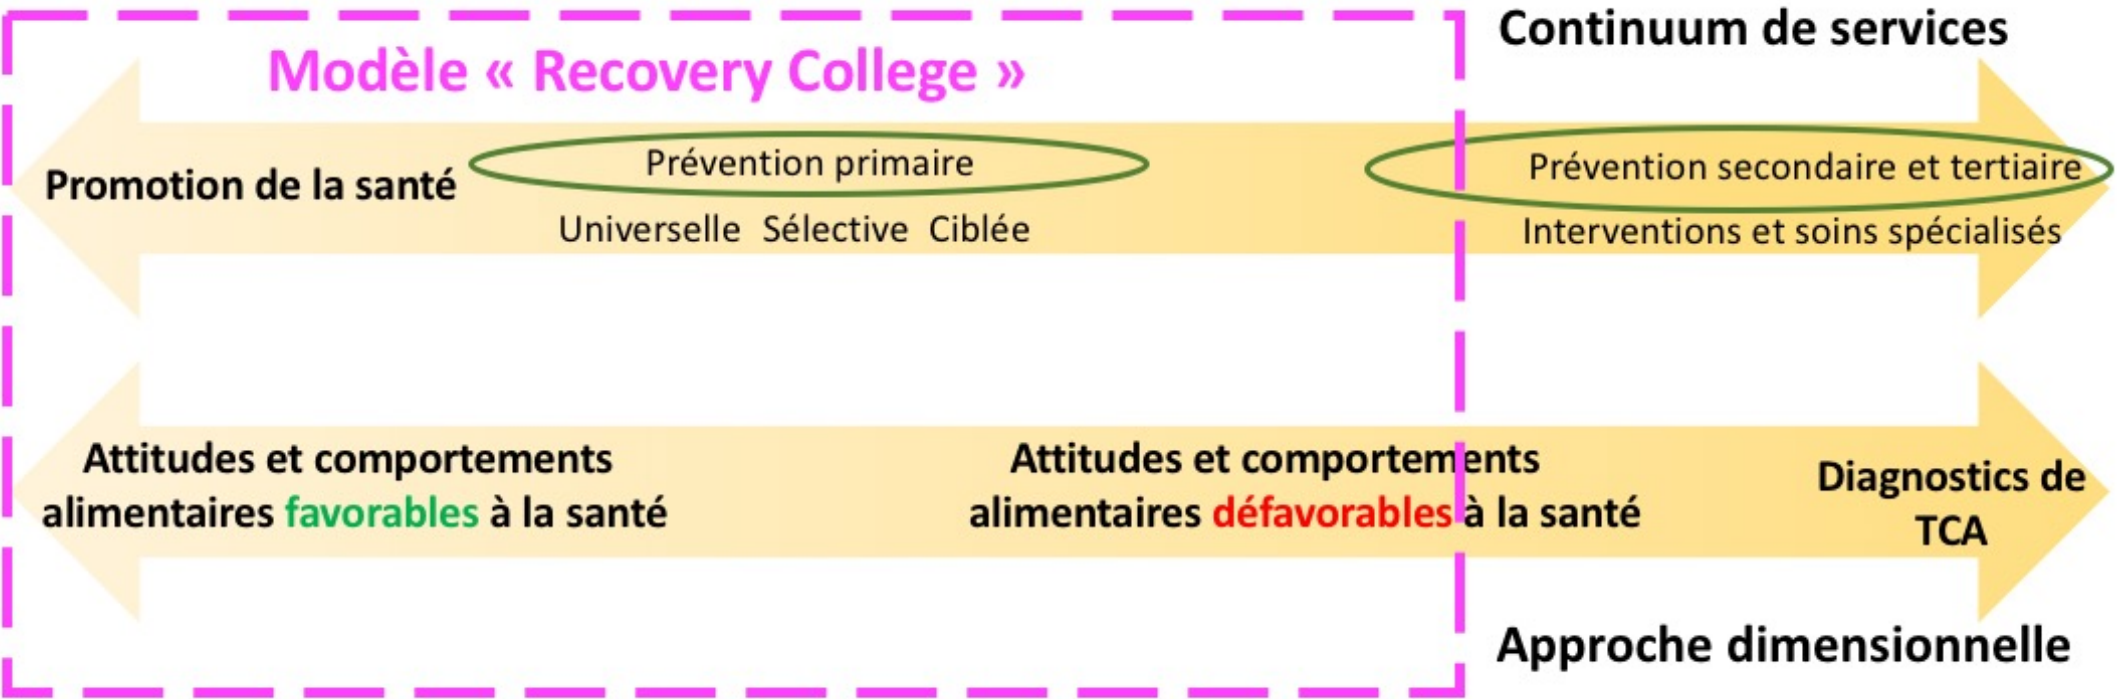 Continuum de services
Modèle « Recovery College »
Promotion de la santé
Prévention primaire
Universelle Sélective Ciblée
Prévention secondaire et tertiaire
Interventions et soins spécialisés
Attitudes et comportements
alimentaires favorables à la santé
Attitudes et comportements
alimentaires défavorables à la santé
Diagnostics de
TCA
Approche dimensionnelle